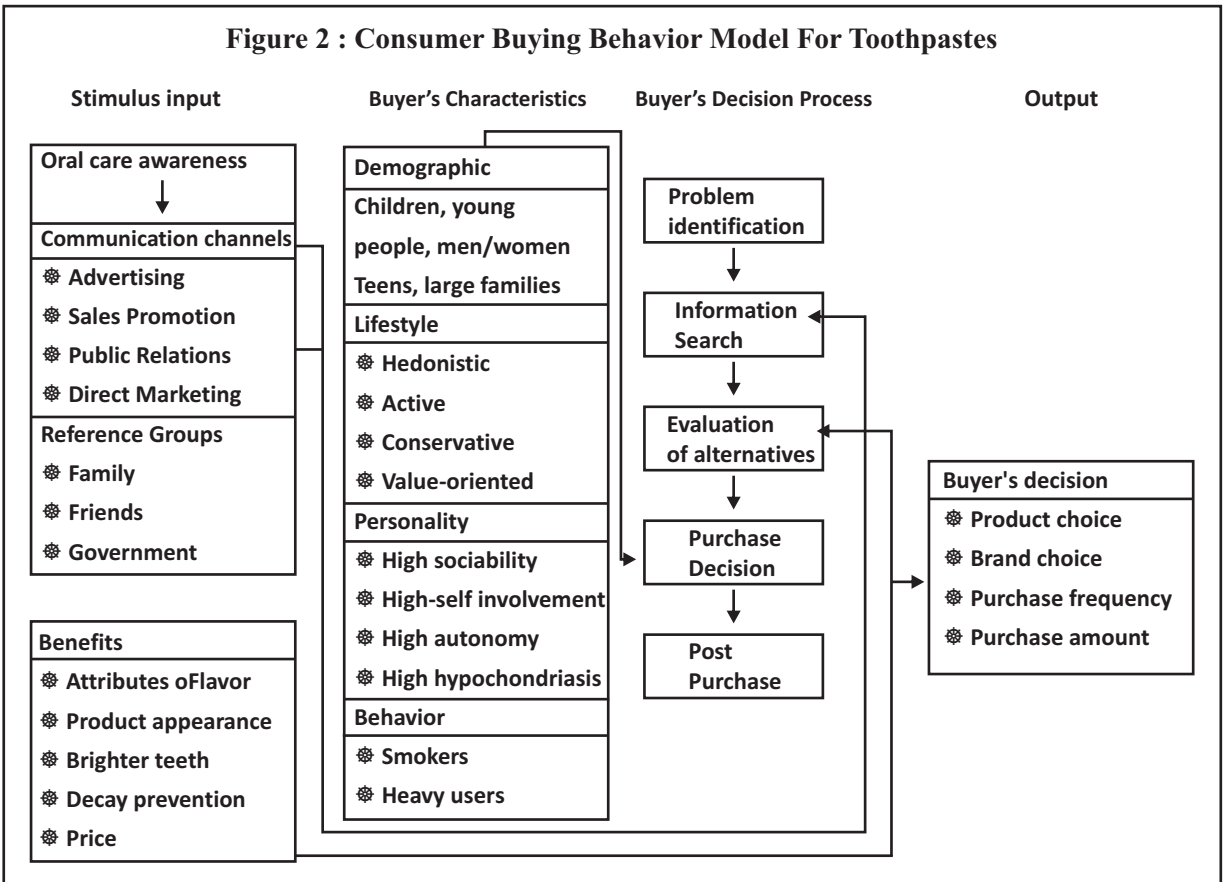 Figure 2 : Consumer Buying Behavior Model For Toothpastes
Stimulus input
Buyer's Characteristics
Buyer's Decision Process
Output
Oral care awareness
Communication channels
❁ Advertising
❁ Sales Promotion
❁ Public Relations
❁ Direct Marketing
Reference Groups
❁ Family
❁ Friends
❁ Government
Benefits
❁ Attributes oFlavor
❁ Product appearance
❁ Brighter teeth
❁ Decay prevention
❁ Price
Demographic
Children, young
people, men/women
Teens, large families
Lifestyle
❁ Hedonistic
❁ Active
❁ Conservative
❁ Value-oriented
Personality
❁ High sociability
❁ High-self involvement
❁ High autonomy
❁ High hypochondriasis
Behavior
❁ Smokers
❁ Heavy users
Problem
identification
Information
Search
Evaluation
of alternatives
Purchase
Decision
Post
Purchase
Buyer's decision
❁ Product choice
❁ Brand choice
❁ Purchase frequency
❁ Purchase amount